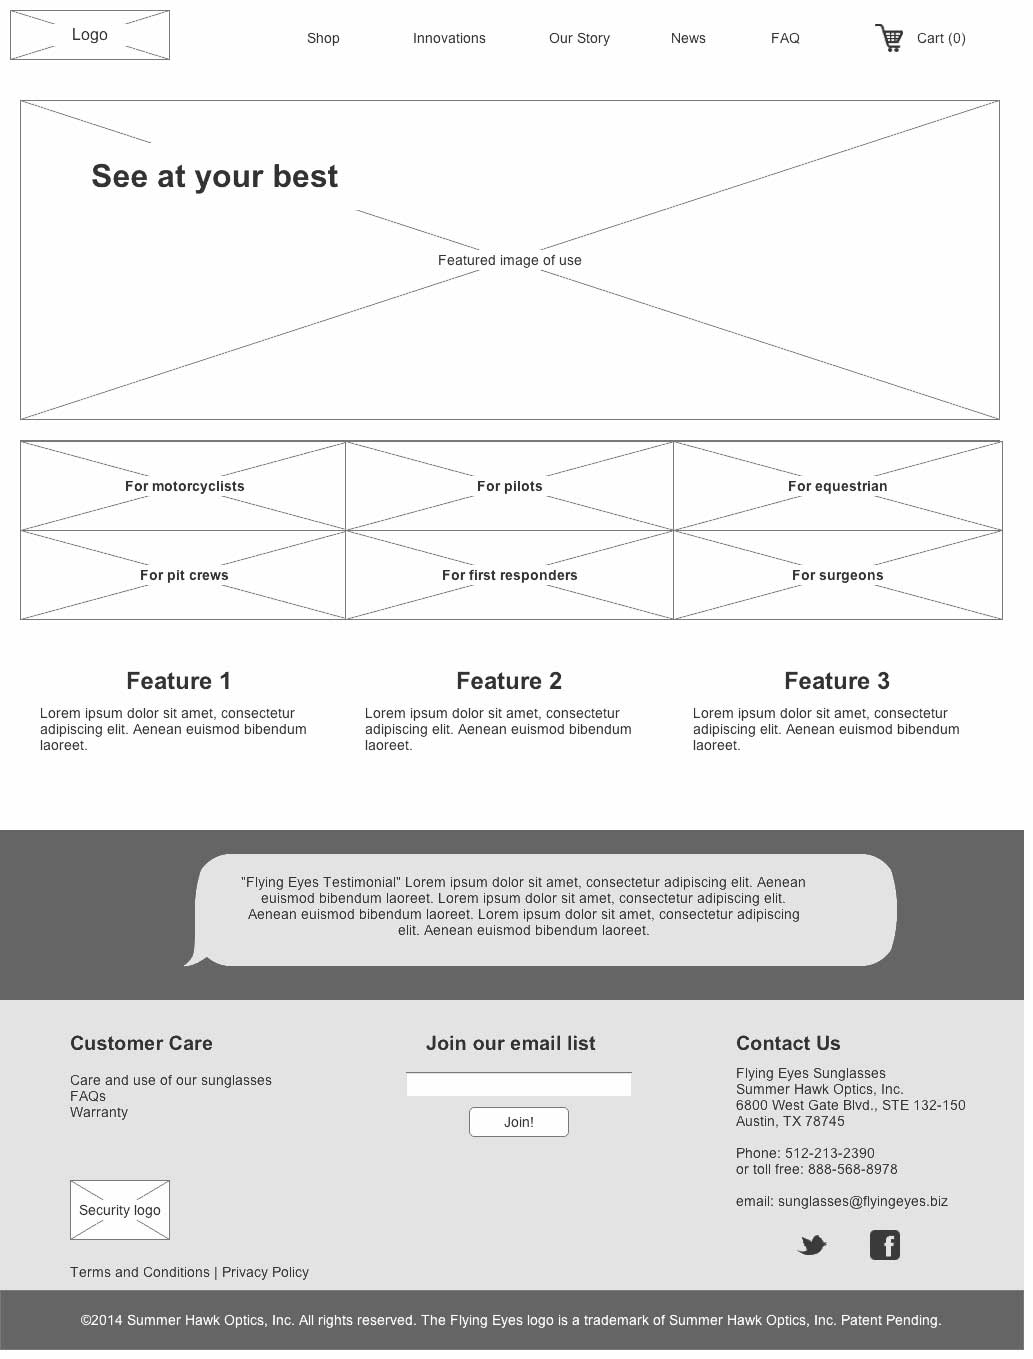 Logo
Shop Innovations Our Story News FAQ Cart (0)
See at your best
Featured image of use
For motorcyclists For pilots For equestrian
For pit crews For first responders For surgeons
Feature 1
Lorem ipsum dolor sit amet, consectetur
adipiscing elit. Aenean euismod bibendum
laoreet.
Feature 2
Lorem ipsum dolor sit amet, consectetur
adipiscing elit. Aenean euismod bibendum
laoreet.
Feature 3
Lorem ipsum dolor sit amet, consectetur
adipiscing elit. Aenean euismod bibendum
laoreet.
"Flying Eyes Testimonial" Lorem ipsum dolor sit amet, consectetur adipiscing elit. Aenean
euismod bibendum laoreet. Lorem ipsum dolor sit amet, consectetur adipiscing elit.
Aenean euismod bibendum laoreet. Lorem ipsum dolor sit amet, consectetur adipiscing
elit. Aenean euismod bibendum laoreet.
Customer Care
Care and use of our sunglasses
FAQs
Warranty
Security logo
Terms and Conditions | Privacy Policy
Join our email list
Join!
Contact Us
Flying Eyes Sunglasses
Summer Hawk Optics, Inc.
6800 West Gate Blvd., STE 132-150
Austin, TX 78745
Phone: 512-213-2390
or toll free: 888-568-8978
email: sunglasses@flyingeyes.biz
©2014 Summer Hawk Optics, Inc. All rights reserved. The Flying Eyes logo is a trademark of Summer Hawk Optics, Inc. Patent Pending.